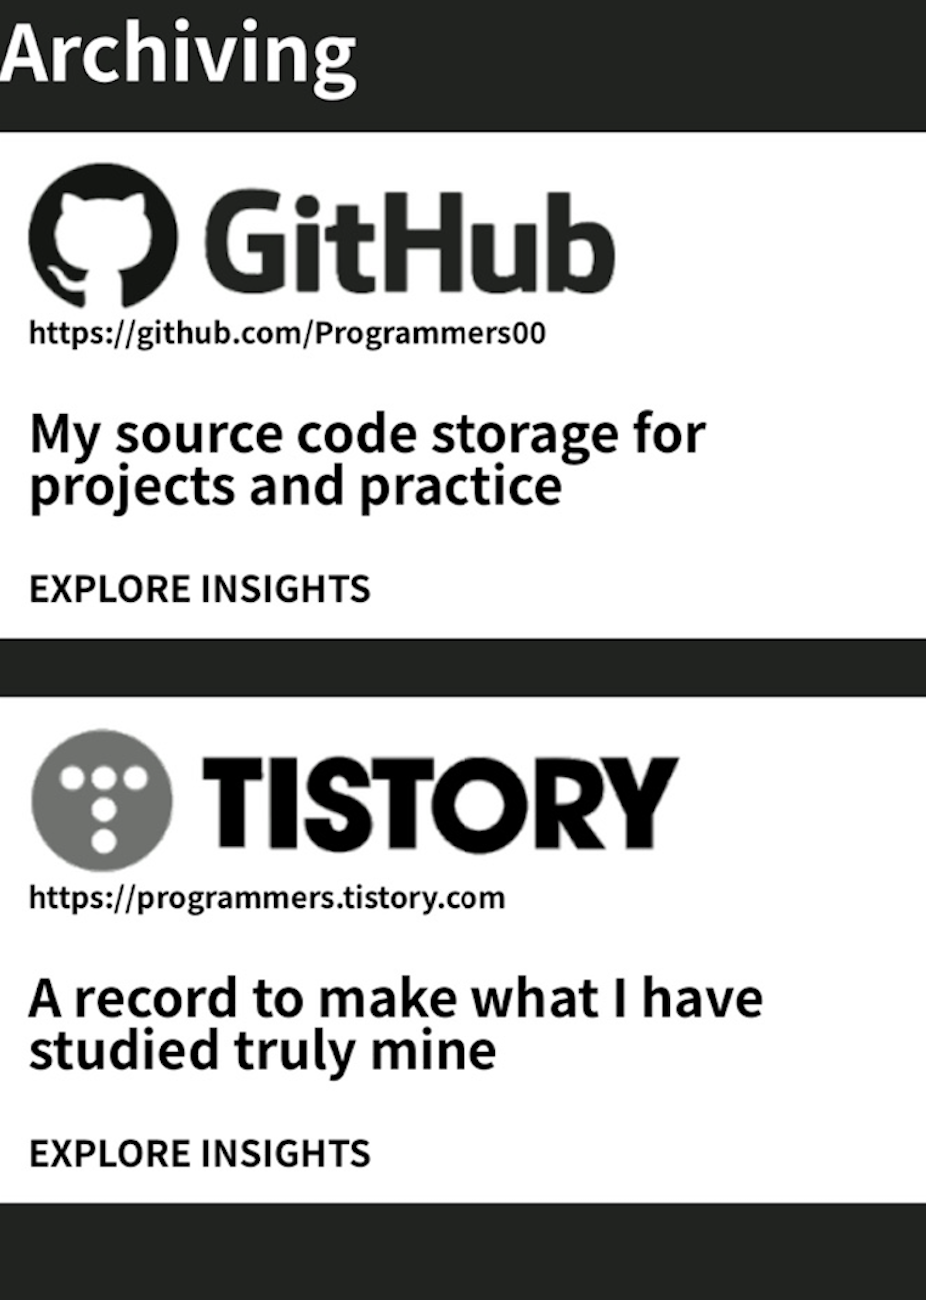 Archiving
GitHub
https://github.com/Programmers00
My source code storage for
projects and practice
EXPLORE INSIGHTS
TISTORY
https://programmers.tistory.com
A record to make what I have
studied truly mine
EXPLORE INSIGHTS